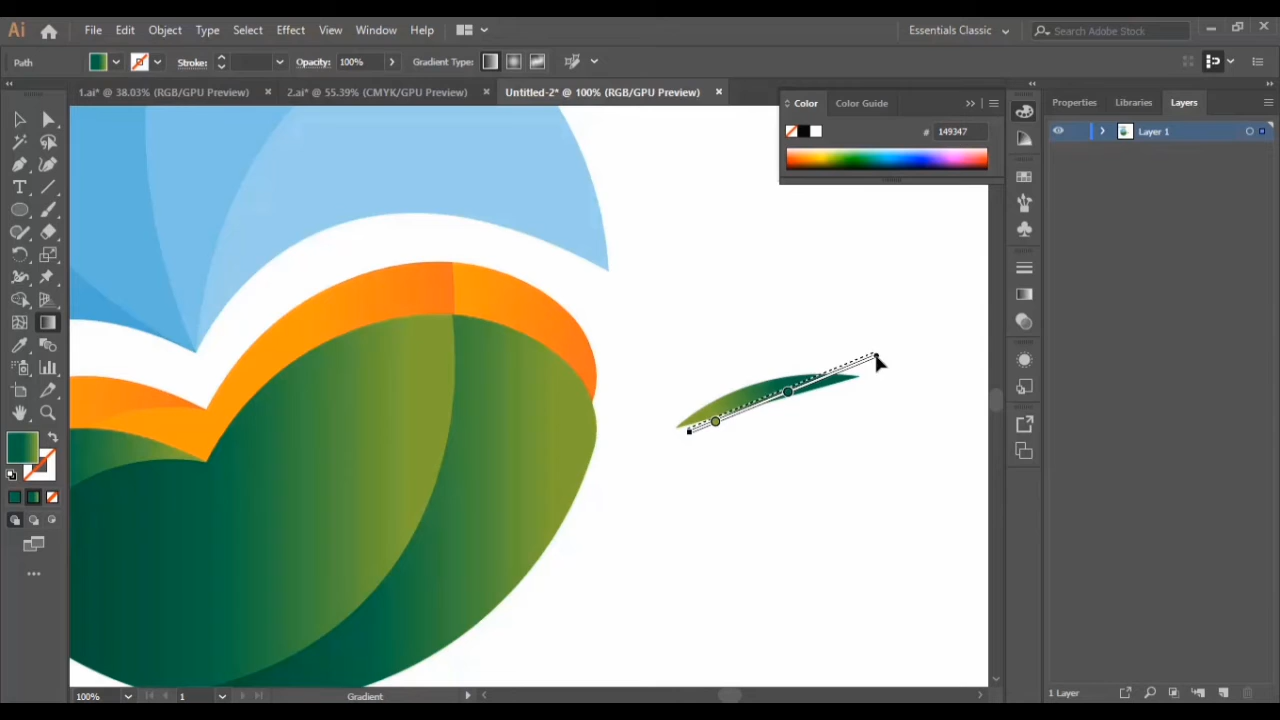 Ai File Edit Object Type Select Effect View Window Help Essentials Classic Search Adobe Stock
Path Stroke: Opacity: 100% Gradient Type:
1.ai* @ 38.03% (RGB/GPU Preview) 2.ai* @ 55.39% (CMYK/GPU Preview) Untitled-2* @ 100% (RGB/GPU Preview)
Color Color Guide
Properties Libraries Layers
# 149347
Layer 1
1 Layer
100% 1 Gradient